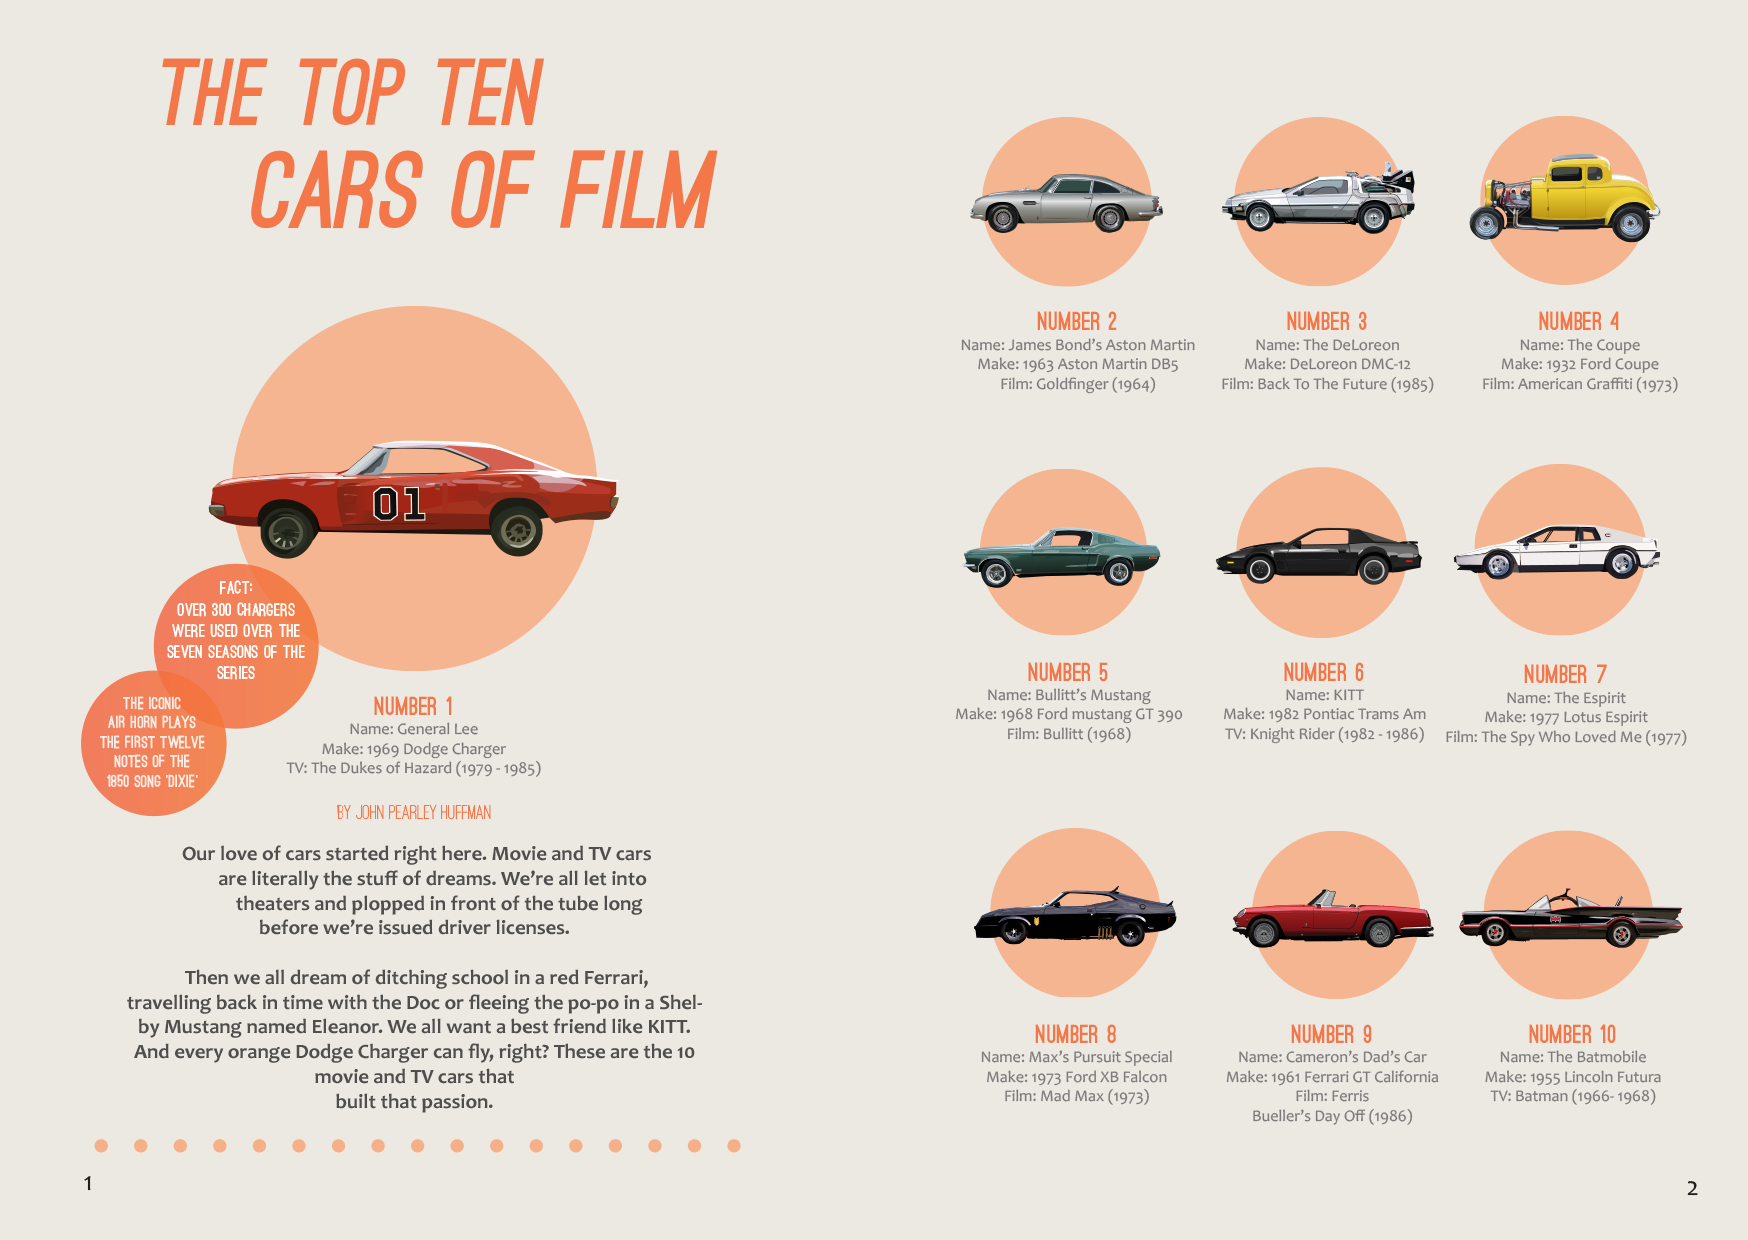 THE TOP TEN
CARS OF FILM
01
FACT:
OVER 300 CHARGERS
WERE USED OVER THE
SEVEN SEASONS OF THE
SERIES
THE ICONIC
AIR HORN PLAYS
THE FIRST TWELVE
NOTES OF THE
1850 SONG 'DIXIE'
NUMBER 1
Name: General Lee
Make: 1969 Dodge Charger
TV: The Dukes of Hazard (1979 - 1985)
BY JOHN PEARLEY HUFFMAN
Our love of cars started right here. Movie and TV cars
are literally the stuff of dreams. We’re all let into
theaters and plopped in front of the tube long
before we’re issued driver licenses.
Then we all dream of ditching school in a red Ferrari,
travelling back in time with the Doc or fleeing the po-po in a Shel-
by Mustang named Eleanor. We all want a best friend like KITT.
And every orange Dodge Charger can fly, right? These are the 10
movie and TV cars that
built that passion.
1
NUMBER 2
Name: James Bond’s Aston Martin
Make: 1963 Aston Martin DB5
Film: Goldfinger (1964)
NUMBER 3
Name: The DeLoreon
Make: DeLoreon DMC-12
Film: Back To The Future (1985)
NUMBER 4
Name: The Coupe
Make: 1932 Ford Coupe
Film: American Graffiti (1973)
NUMBER 5
Name: Bullitt’s Mustang
Make: 1968 Ford mustang GT 390
Film: Bullitt (1968)
NUMBER 6
Name: KITT
Make: 1982 Pontiac Trams Am
TV: Knight Rider (1982 - 1986)
NUMBER 7
Name: The Espirit
Make: 1977 Lotus Espirit
Film: The Spy Who Loved Me (1977)
NUMBER 8
Name: Max’s Pursuit Special
Make: 1973 Ford XB Falcon
Film: Mad Max (1973)
NUMBER 9
Name: Cameron’s Dad’s Car
Make: 1961 Ferrari GT California
Film: Ferris
Bueller’s Day Off (1986)
NUMBER 10
Name: The Batmobile
Make: 1955 Lincoln Futura
TV: Batman (1966- 1968)
2